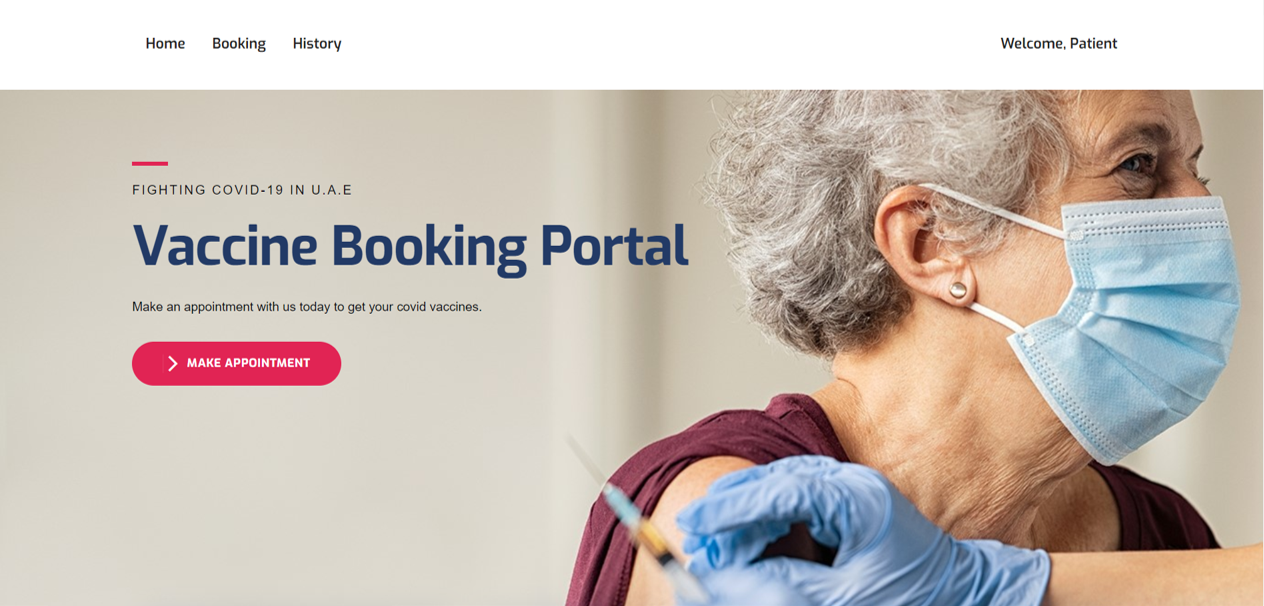 Home Booking History Welcome, Patient
FIGHTING COVID-19 IN U.A.E
Vaccine Booking Portal
Make an appointment with us today to get your covid vaccines.
MAKE APPOINTMENT